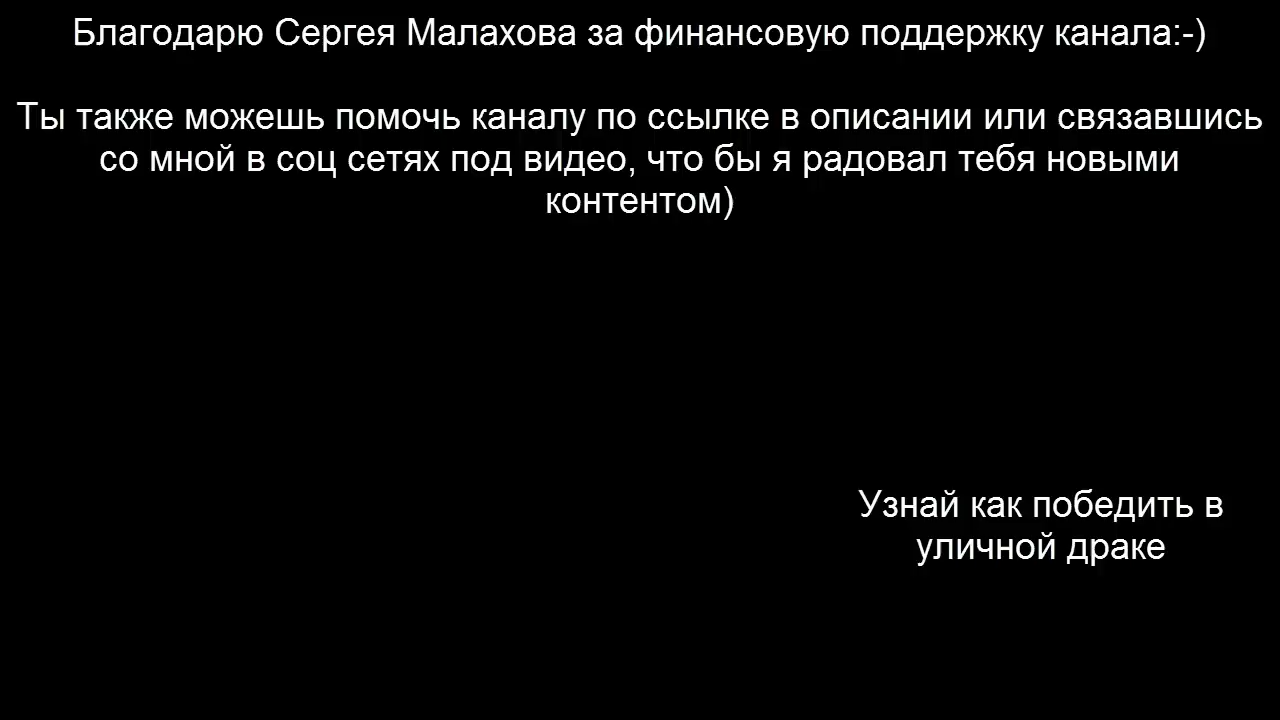 Благодарю Сергея Малахова за финансовую поддержку канала:-)
Ты также можешь помочь каналу по ссылке в описании или связавшись
со мной в соц сетях под видео, что бы я радовал тебя новыми
контентом)
Узнай как победить в
уличной драке